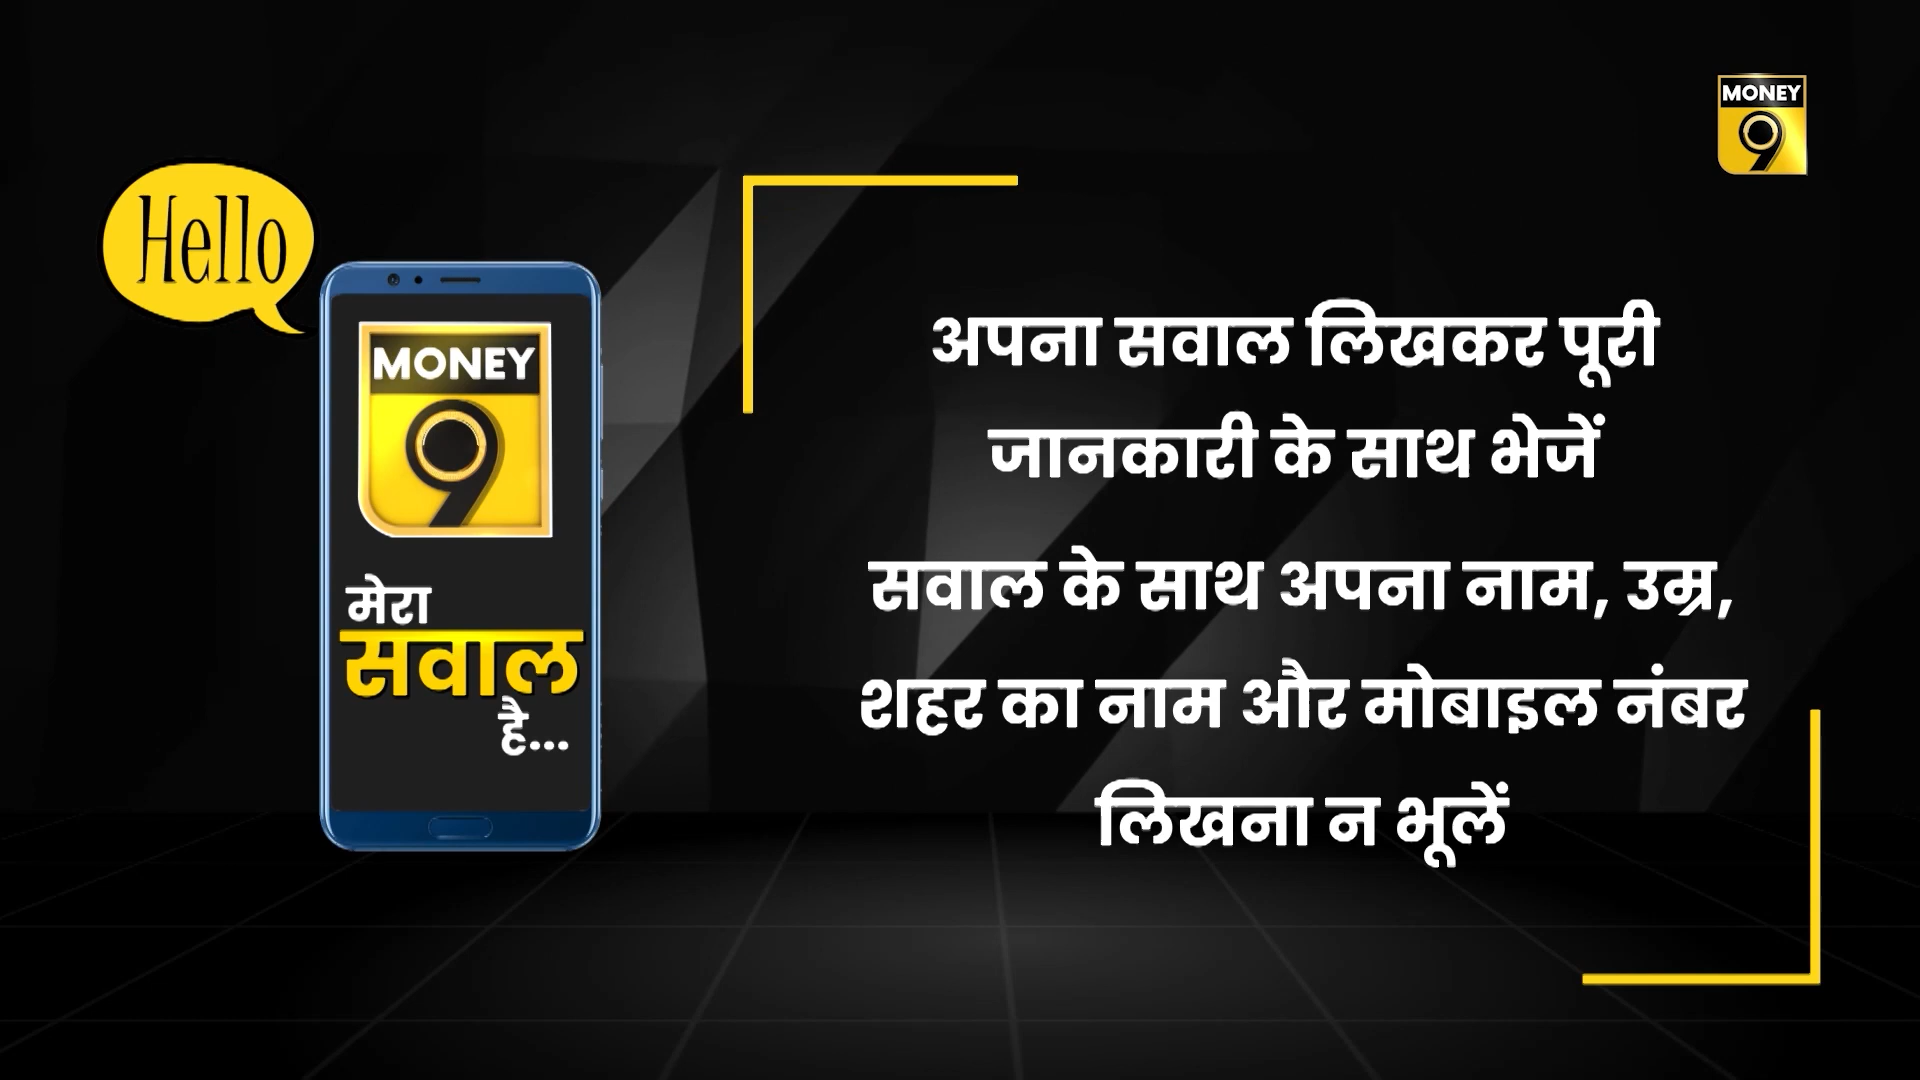 MONEY
9
Hello
MONEY
9
मेरा
सवाल
है...
अपना सवाल लिखकर पूरी
जानकारी के साथ भेजें
सवाल के साथ अपना नाम, उम्र,
शहर का नाम और मोबाइल नंबर
लिखना न भूलें